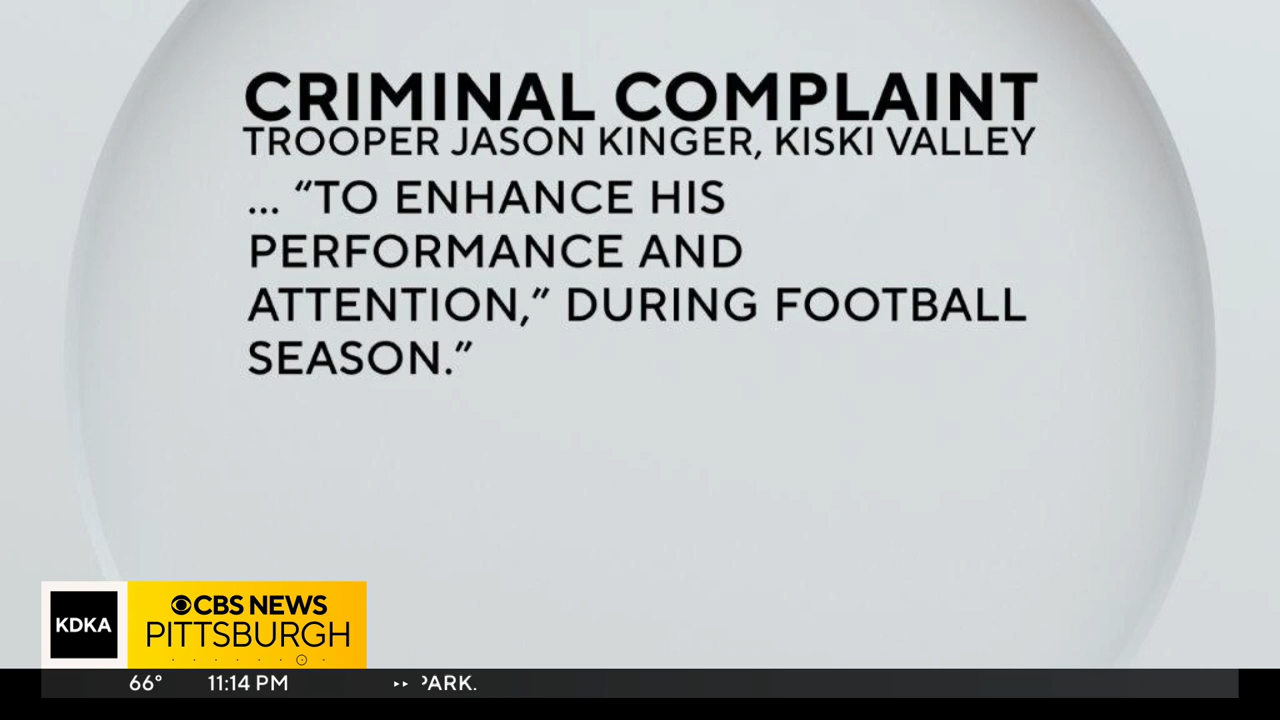 CRIMINAL COMPLAINT
TROOPER JASON KINGER, KISKI VALLEY
... “TO ENHANCE HIS
PERFORMANCE AND
ATTENTION,” DURING FOOTBALL
SEASON.”
KDKA
CBS NEWS
PITTSBURGH
66° 11:14 PM PARK.